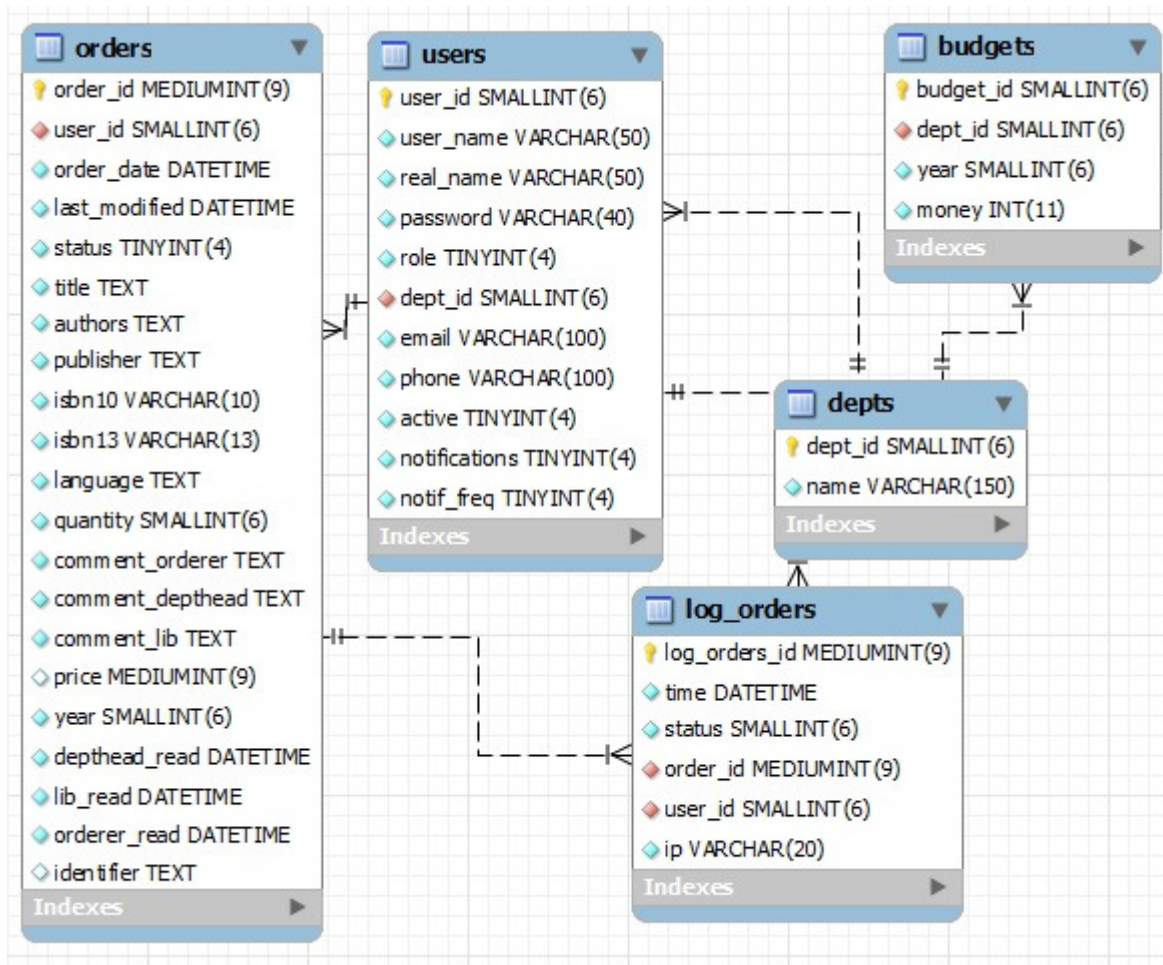 orders
order_id MEDIUMINT(9)
user_id SMALLINT(6)
order_date DATETIME
last_modified DATETIME
status TINYINT(4)
title TEXT
authors TEXT
publisher TEXT
isbn10 VARCHAR(10)
isbn13 VARCHAR(13)
language TEXT
quantity SMALLINT(6)
comment_orderer TEXT
comment_depthead TEXT
comment_lib TEXT
price MEDIUMINT(9)
year SMALLINT(6)
depthead_read DATETIME
lib_read DATETIME
orderer_read DATETIME
identifier TEXT
Indexes
users
user_id SMALLINT(6)
user_name VARCHAR(50)
real_name VARCHAR(50)
password VARCHAR(40)
role TINYINT(4)
dept_id SMALLINT(6)
email VARCHAR(100)
phone VARCHAR(100)
active TINYINT(4)
notifications TINYINT(4)
notif_freq TINYINT(4)
Indexes
budgets
budget_id SMALLINT(6)
dept_id SMALLINT(6)
year SMALLINT(6)
money INT(11)
Indexes
depts
dept_id SMALLINT(6)
name VARCHAR(150)
Indexes
log_orders
log_orders_id MEDIUMINT(9)
time DATETIME
status SMALLINT(6)
order_id MEDIUMINT(9)
user_id SMALLINT(6)
ip VARCHAR(20)
Indexes